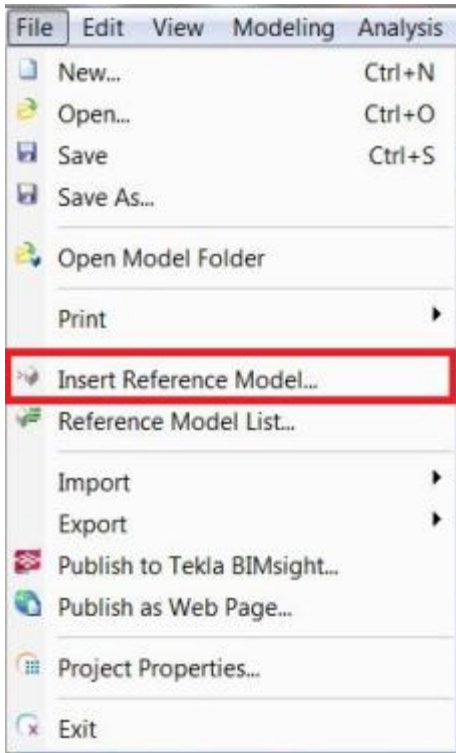 File Edit View Modeling Analysis
New... Ctrl+N
Open... Ctrl+O
Save Ctrl+S
Save As...
Open Model Folder
Print
Insert Reference Model...
Reference Model List...
Import
Export
Publish to Tekla BIMsight...
Publish as Web Page...
Project Properties...
Exit